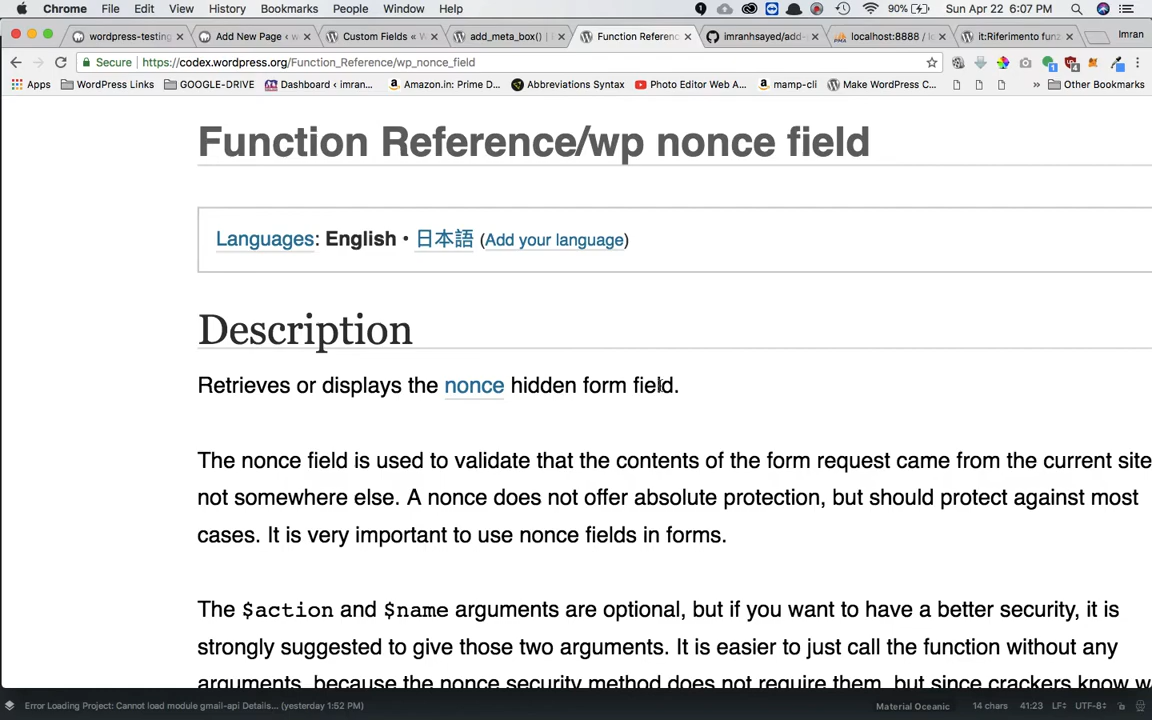 Chrome File Edit View History Bookmarks People Window Help 90% Sun Apr 22 6:07 PM
wordpress-testing Add New Page ‹ w Custom Fields « W add_meta_box() | Function Referenc imranhsayed/add- localhost:8888 / lo it:Riferimento funz Imran
Secure https://codex.wordpress.org/Function_Reference/wp_nonce_field
Apps WordPress Links GOOGLE-DRIVE Dashboard ‹ imran... Amazon.in: Prime D... Abbreviations Syntax Photo Editor Web A... mamp-cli Make WordPress C... » Other Bookmarks
Function Reference/wp nonce field
Languages: English • 日本語 (Add your language)
Description
Retrieves or displays the nonce hidden form field.
The nonce field is used to validate that the contents of the form request came from the current site
not somewhere else. A nonce does not offer absolute protection, but should protect against most
cases. It is very important to use nonce fields in forms.
The $action and $name arguments are optional, but if you want to have a better security, it is
strongly suggested to give those two arguments. It is easier to just call the function without any
arguments, because the nonce security method does not require them, but since crackers know w
Error Loading Project: Cannot load module gmail-api Details... (yesterday 1:52 PM) Material Oceanic 14 chars 41:23 LF÷ UTF-8÷